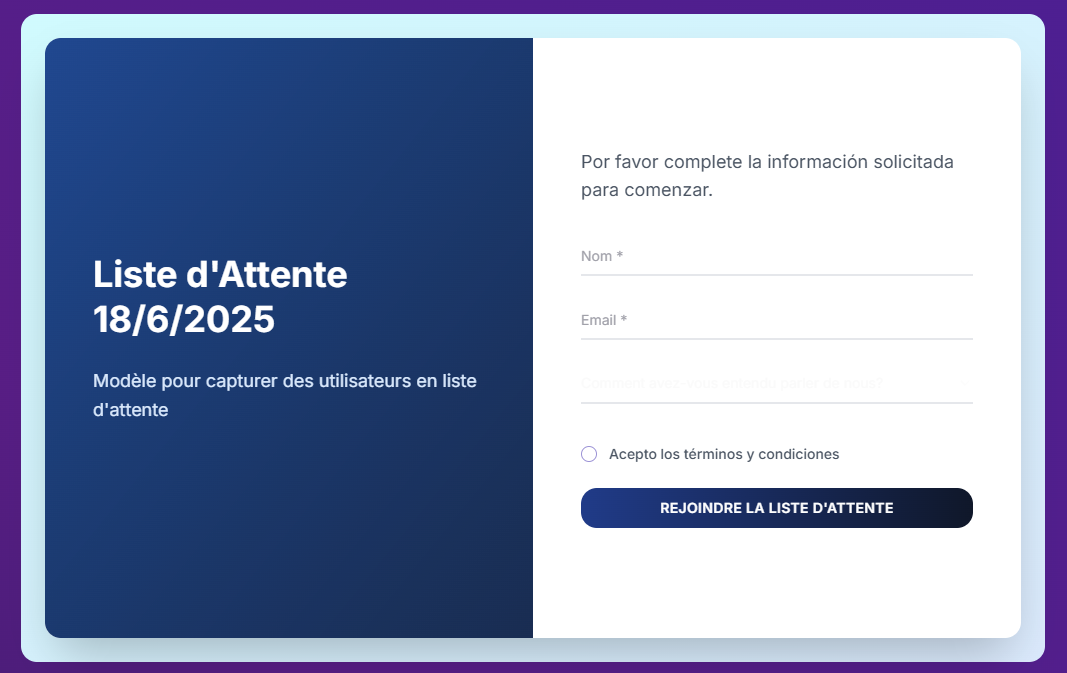 Liste d'Attente
18/6/2025
Modèle pour capturer des utilisateurs en liste
d'attente
Por favor complete la información solicitada
para comenzar.
Nom *
Email *
Comment avez-vous entendu parler de nous?
Acepto los términos y condiciones
REJOINDRE LA LISTE D'ATTENTE